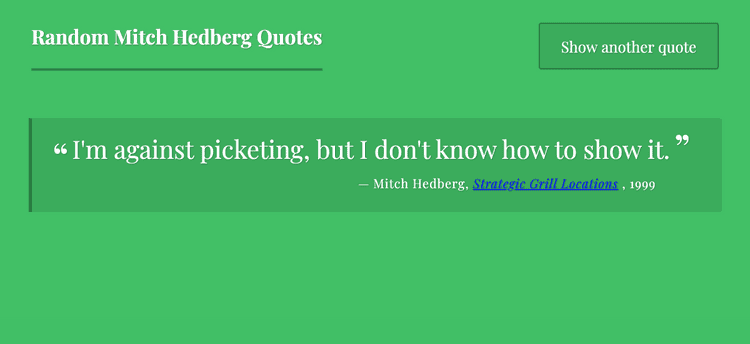 Random Mitch Hedberg Quotes
Show another quote
“ I'm against picketing, but I don't know how to show it. ”
— Mitch Hedberg, Strategic Grill Locations , 1999